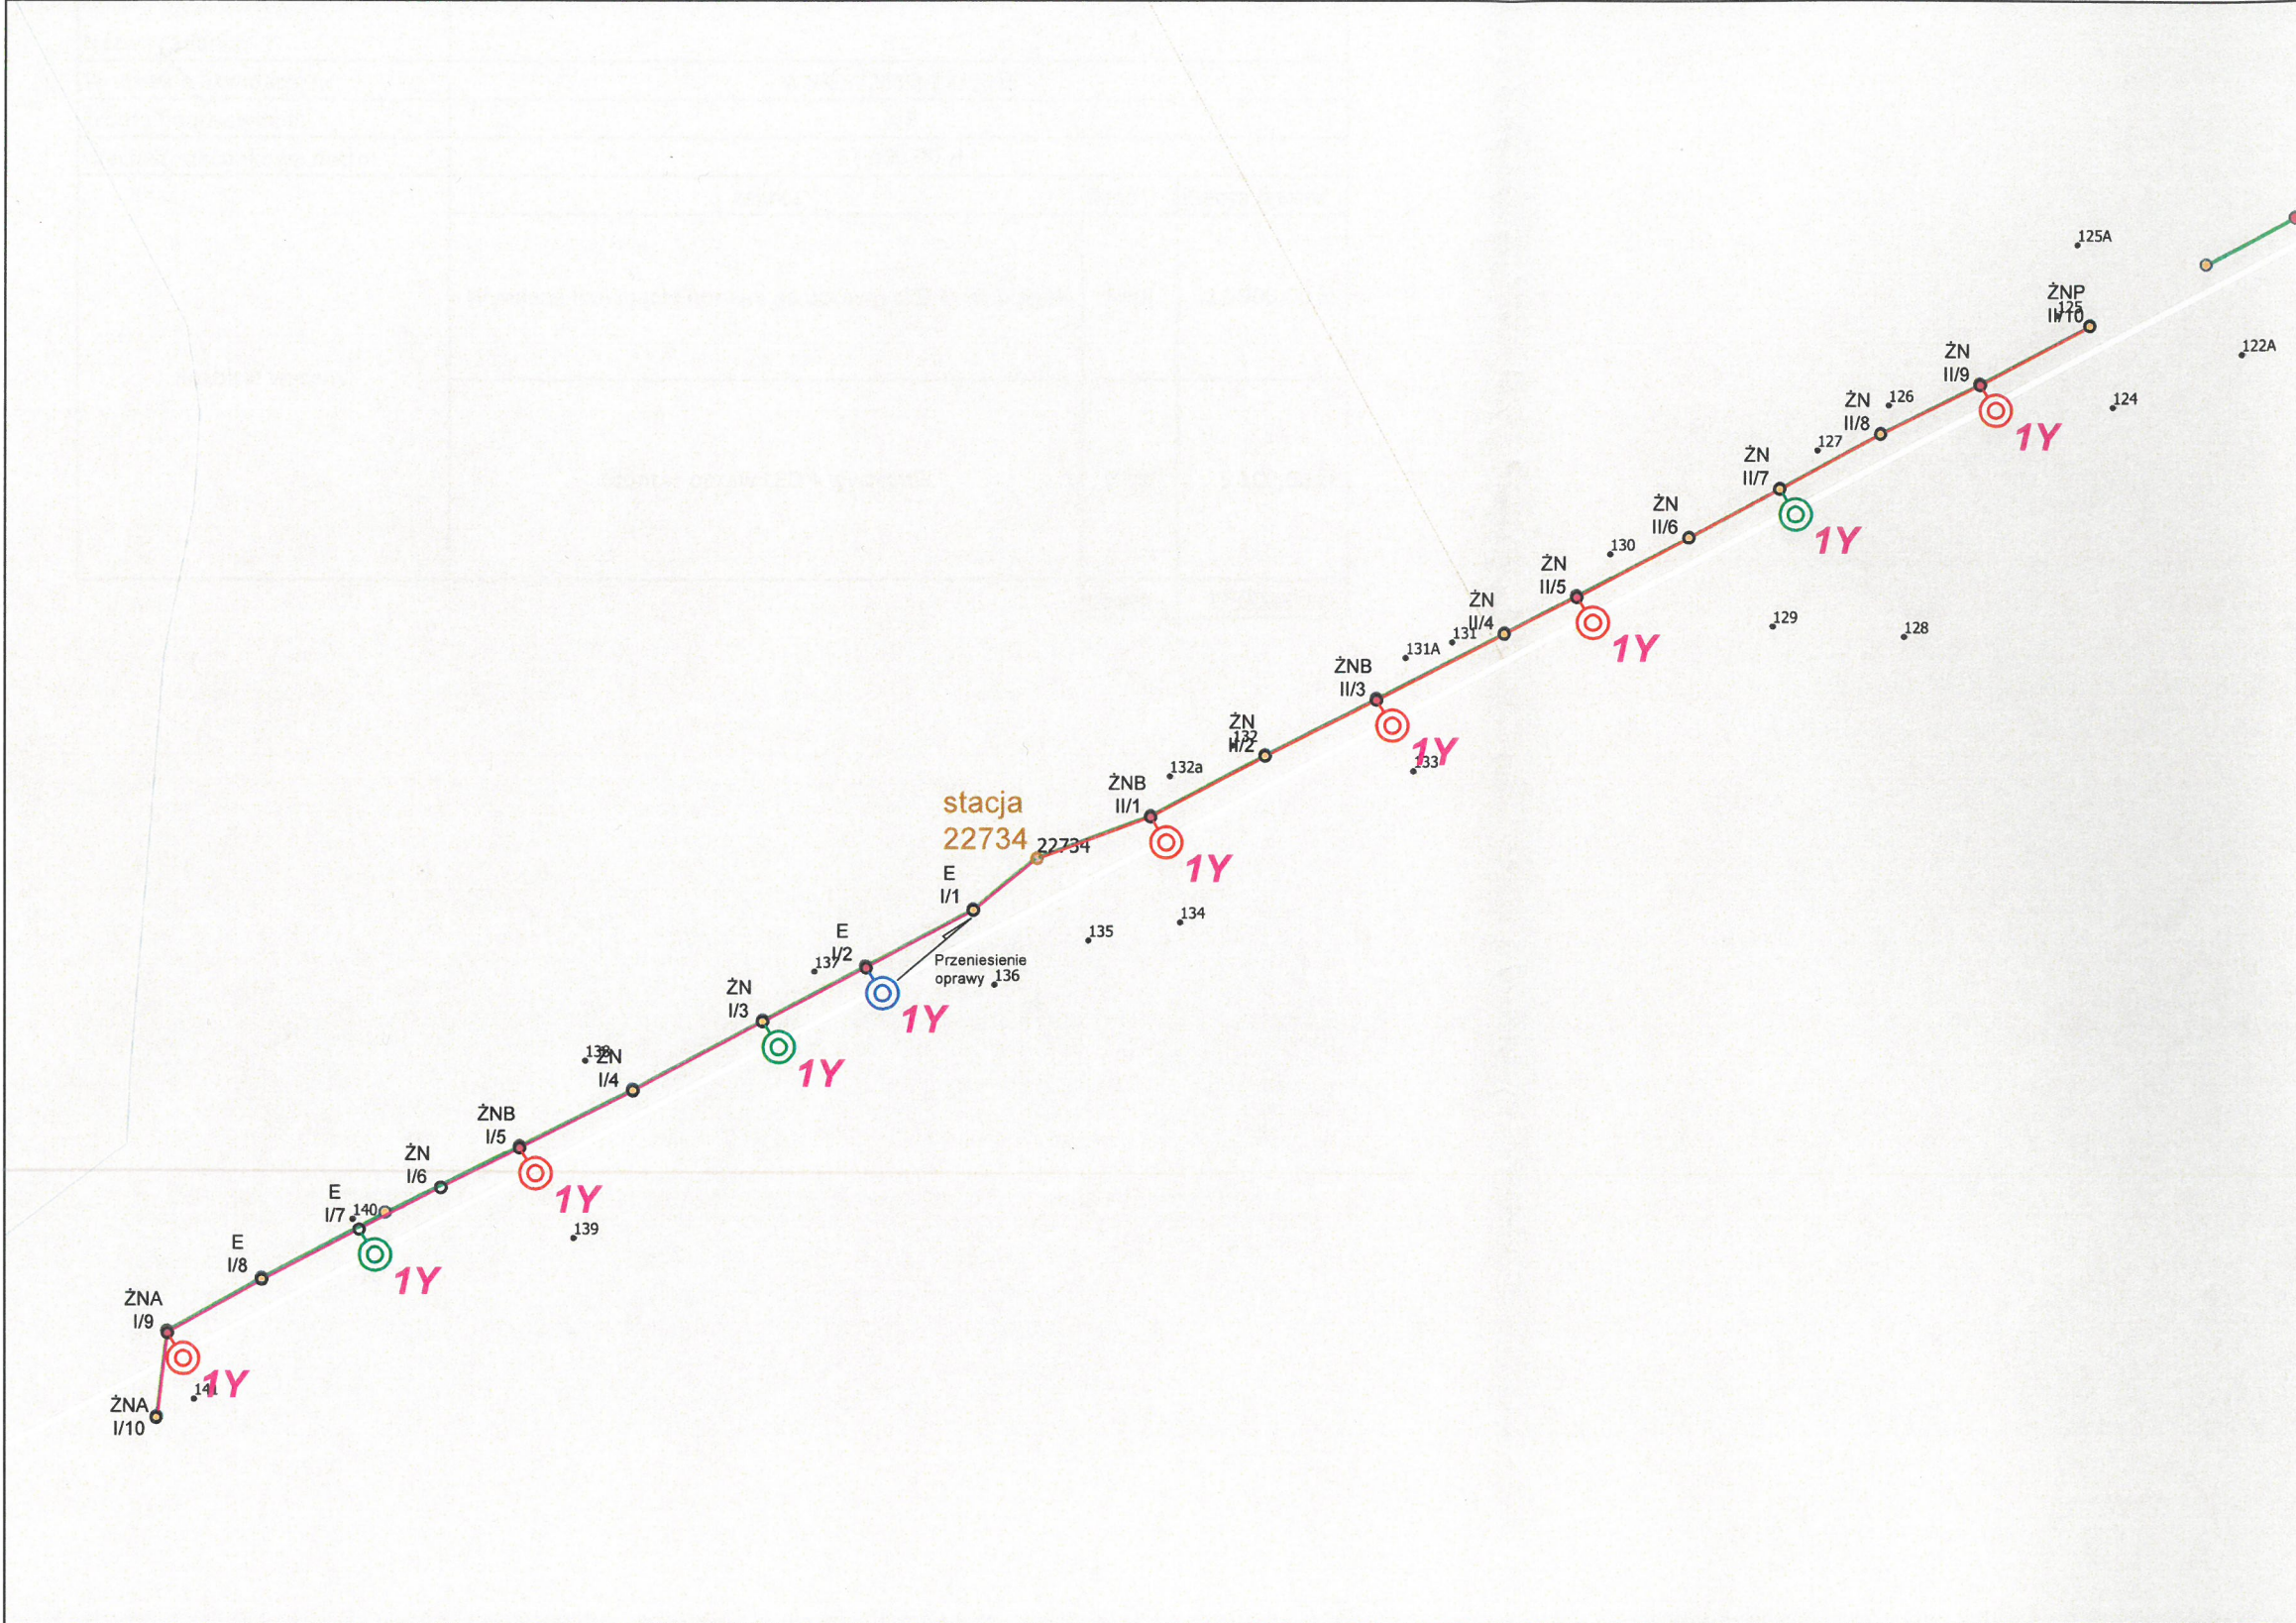 125A
ŻNP
II/10
125
122A
ŻN
II/9
124
ŻN
II/8
126
1Y
127
ŻN
II/7
1Y
ŻN
II/6
130
ŻN
II/5
129
128
1Y
ŻN
II/4
131
131A
ŻNB
II/3
1Y
133
ŻN
II/2
132
132a
ŻNB
II/1
1Y
stacja
22734
22734
E
I/1
134
135
Przeniesienie
oprawy
136
E
I/2
137
1Y
ŻN
I/3
1Y
138
ŻN
I/4
ŻNB
I/5
1Y
ŻN
I/6
139
E
I/7
140
1Y
E
I/8
ŻNA
I/9
1Y
141
ŻNA
I/10